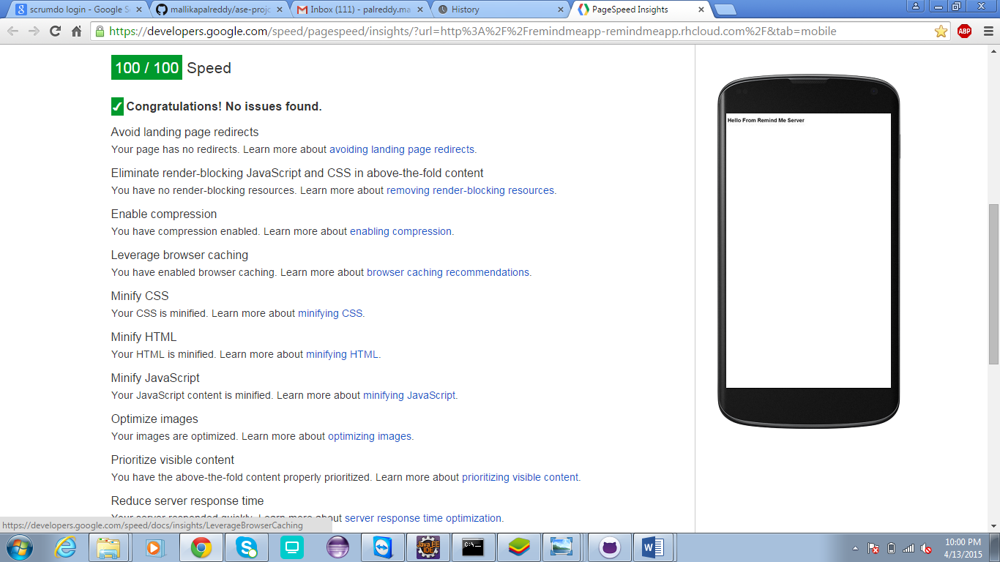 scrumdo login - Google S
mallikapalreddy/ase-proje
Inbox (111) - palreddy.ma
History
PageSpeed Insights
https://developers.google.com/speed/pagespeed/insights/?url=http%3A%2F%2Fremindmeapp-remindmeapp.rhcloud.com%2F&tab=mobile
ABP
100 / 100 Speed
Congratulations! No issues found.
Avoid landing page redirects
Your page has no redirects. Learn more about avoiding landing page redirects.
Eliminate render-blocking JavaScript and CSS in above-the-fold content
You have no render-blocking resources. Learn more about removing render-blocking resources.
Enable compression
You have compression enabled. Learn more about enabling compression.
Leverage browser caching
You have enabled browser caching. Learn more about browser caching recommendations.
Minify CSS
Your CSS is minified. Learn more about minifying CSS.
Minify HTML
Your HTML is minified. Learn more about minifying HTML.
Minify JavaScript
Your JavaScript content is minified. Learn more about minifying JavaScript.
Optimize images
Your images are optimized. Learn more about optimizing images.
Prioritize visible content
You have the above-the-fold content properly prioritized. Learn more about prioritizing visible content.
Reduce server response time
Your server responded quickly. Learn more about server response time optimization.
Hello From Remind Me Server
https://developers.google.com/speed/docs/insights/LeverageBrowserCaching
Java EE
IDE
C:\.
10:00 PM
4/13/2015